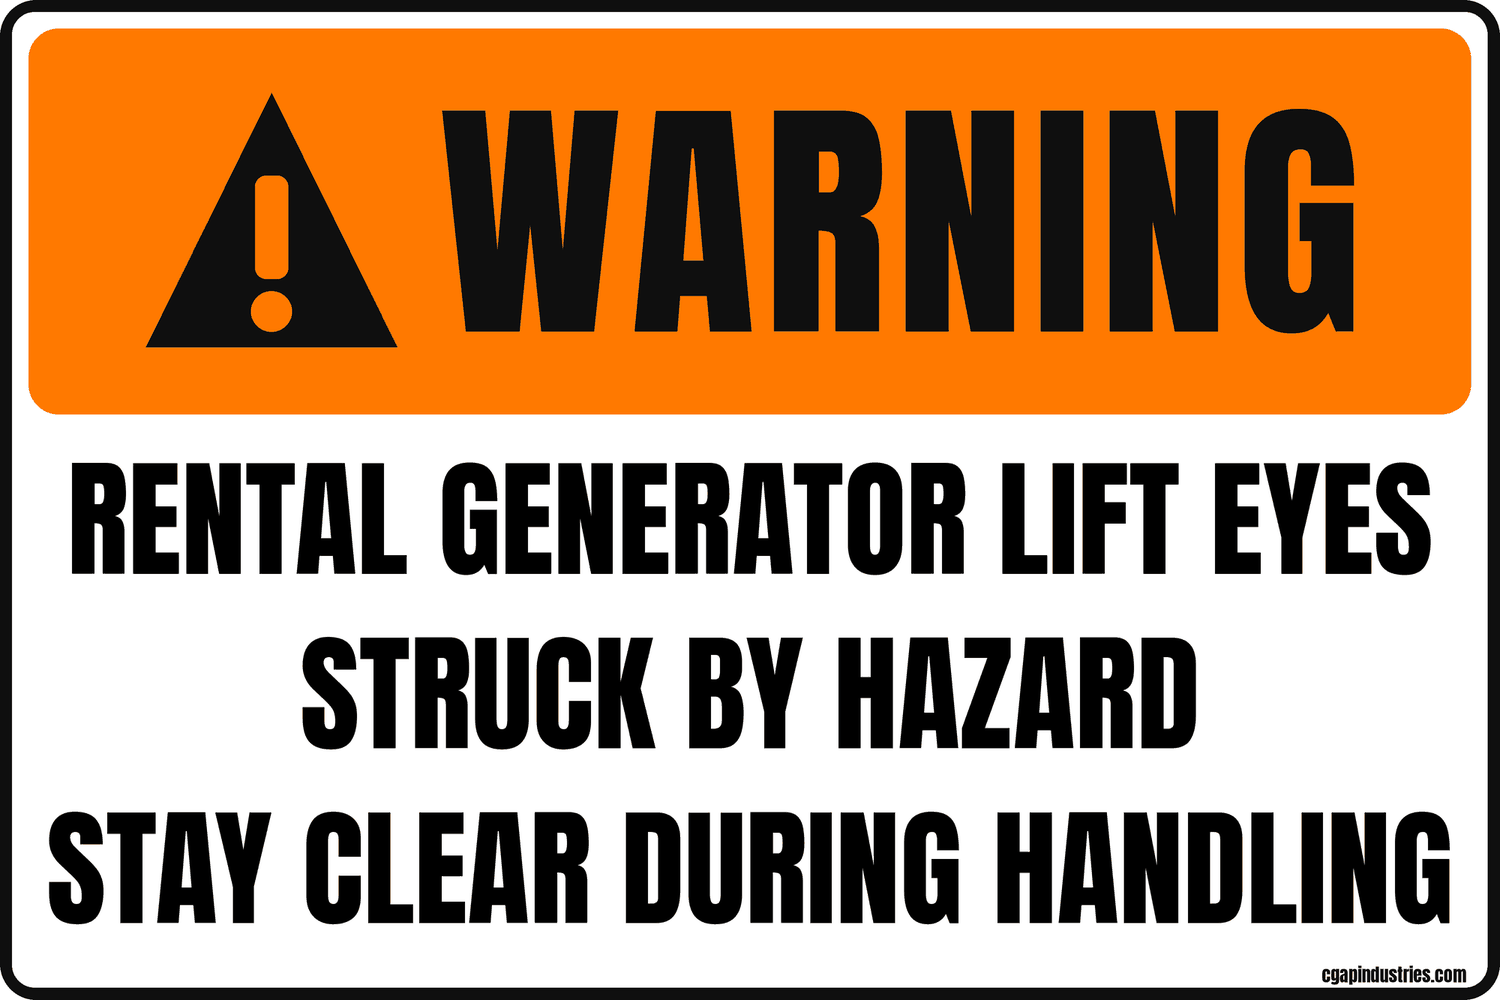 WARNING
RENTAL GENERATOR LIFT EYES
STRUCK BY HAZARD
STAY CLEAR DURING HANDLING
cgapindustries.com